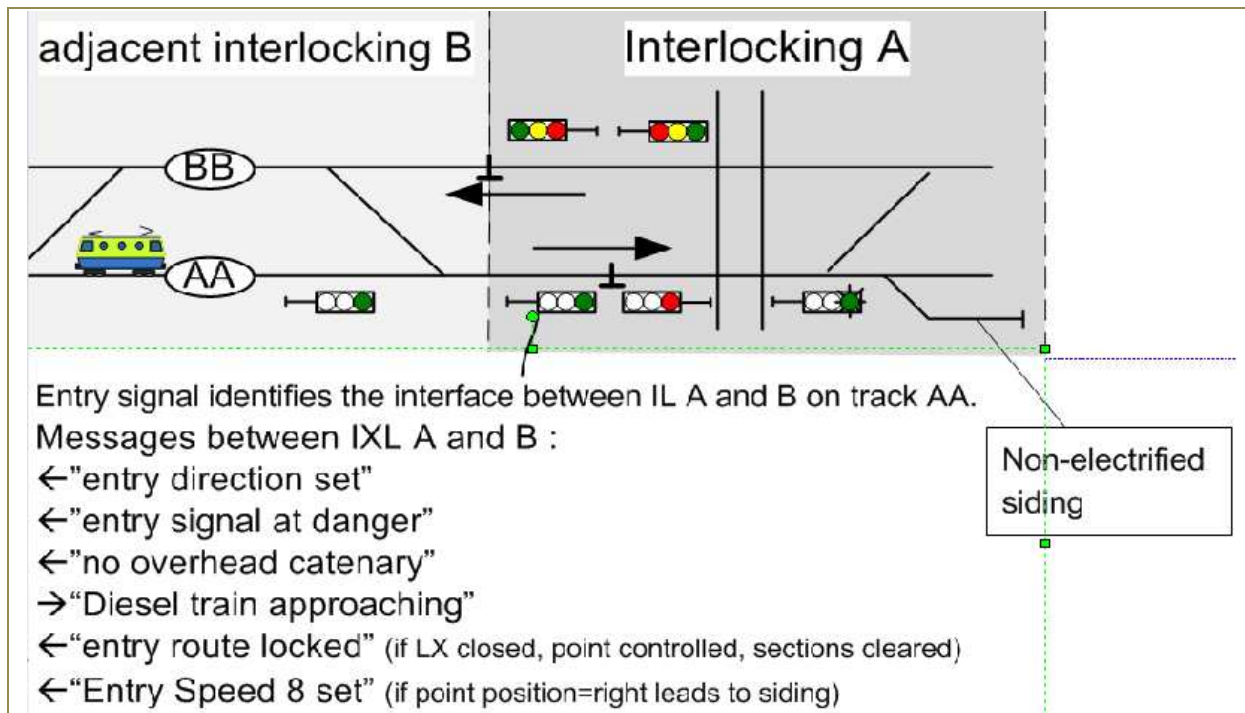 adjacent interlocking B
Interlocking A
BB
AA
Entry signal identifies the interface between IL A and B on track AA.
Messages between IXL A and B :
←”entry direction set”
←”entry signal at danger”
←”no overhead catenary”
→“Diesel train approaching”
←“entry route locked” (if LX closed, point controlled, sections cleared)
←“Entry Speed 8 set” (if point position=right leads to siding)
Non-electrified
siding